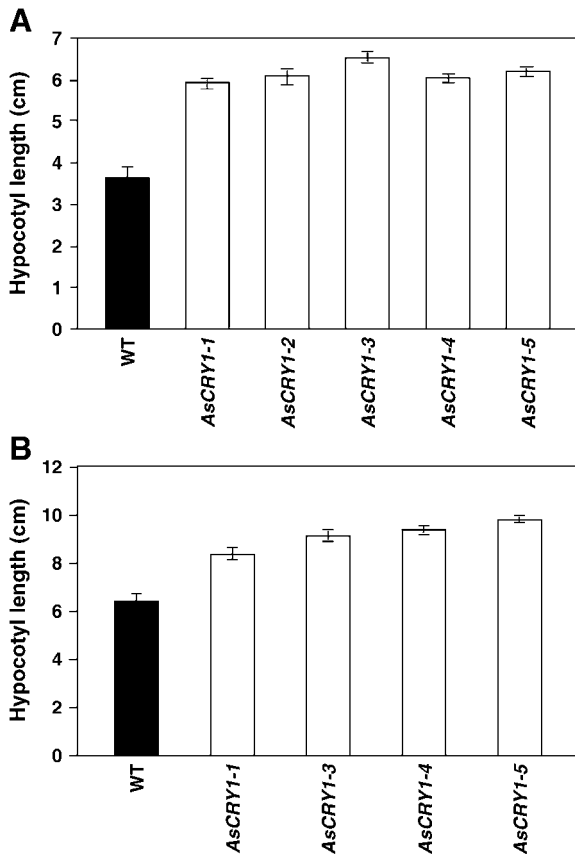 A
Hypocotyl length (cm)
7
6
5
4
3
2
1
0
WT
AsCRY1-1
AsCRY1-2
AsCRY1-3
AsCRY1-4
AsCRY1-5
B
Hypocotyl length (cm)
12
10
8
6
4
2
0
WT
AsCRY1-1
AsCRY1-3
AsCRY1-4
AsCRY1-5